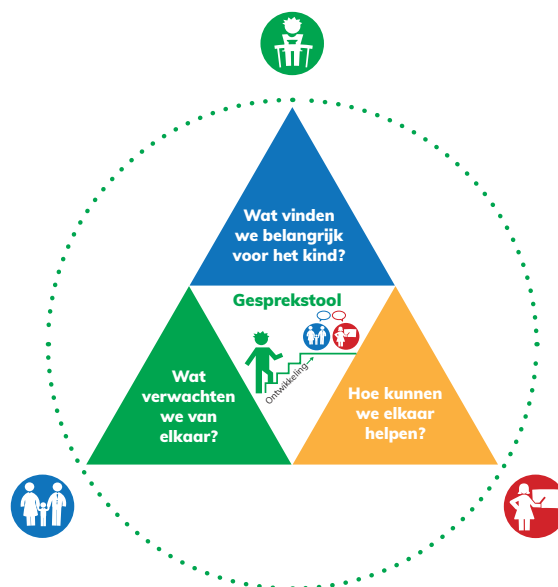 Wat vinden
we belangrijk
voor het kind?
Gesprekstool
Ontwikkeling
Wat
verwachten
we van
elkaar?
Hoe kunnen
we elkaar
helpen?